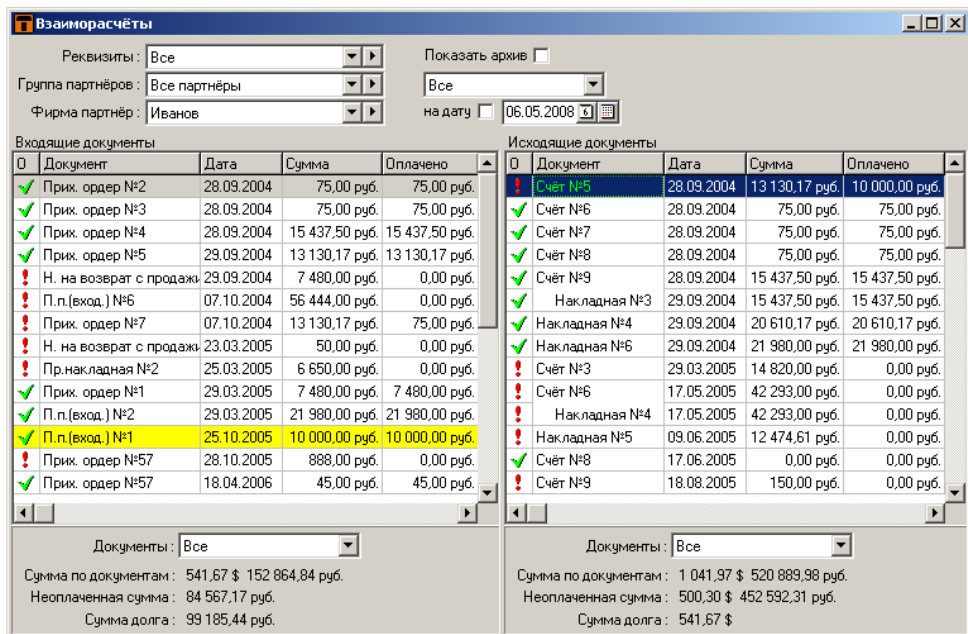 Взаиморасчёты
Реквизиты : Все Показать архив
Группа партнёров : Все партнёры Все
Фирма партнёр : Иванов на дату 06.05.2008 6
Входящие документы
О Документ Дата Сумма Оплачено
Прих. ордер №2 28.09.2004 75,00 руб. 75,00 руб.
Прих. ордер №3 28.09.2004 75,00 руб. 75,00 руб.
Прих. ордер №4 28.09.2004 15 437,50 руб. 15 437,50 руб.
Прих. ордер №5 29.09.2004 13 130,17 руб. 13 130,17 руб.
Н. на возврат с продажи 29.09.2004 7 480,00 руб. 0,00 руб.
П.п.(вход.) №6 07.10.2004 56 444,00 руб. 0,00 руб.
Прих. ордер №7 07.10.2004 13 130,17 руб. 75,00 руб.
Н. на возврат с продажи 23.03.2005 50,00 руб. 0,00 руб.
Пр.накладная №2 25.03.2005 6 650,00 руб. 0,00 руб.
Прих. ордер №1 29.03.2005 7 480,00 руб. 7 480,00 руб.
П.п.(вход.) №2 29.03.2005 21 980,00 руб. 21 980,00 руб.
П.п.(вход.) №1 25.10.2005 10 000,00 руб. 10 000,00 руб.
Прих. ордер №57 28.10.2005 888,00 руб. 0,00 руб.
Прих. ордер №57 18.04.2006 45,00 руб. 45,00 руб.
Документы : Все
Сумма по документам : 541,67 $ 152 864,84 руб.
Неоплаченная сумма : 84 567,17 руб.
Сумма долга : 99 185,44 руб.
Исходящие документы
О Документ Дата Сумма Оплачено
Счёт №5 28.09.2004 13 130,17 руб. 10 000,00 руб.
Счёт №6 28.09.2004 75,00 руб. 75,00 руб.
Счёт №7 28.09.2004 75,00 руб. 75,00 руб.
Счёт №8 28.09.2004 75,00 руб. 75,00 руб.
Счёт №9 28.09.2004 15 437,50 руб. 15 437,50 руб.
Накладная №3 29.09.2004 15 437,50 руб. 15 437,50 руб.
Накладная №4 29.09.2004 20 610,17 руб. 20 610,17 руб.
Накладная №6 29.09.2004 21 980,00 руб. 21 980,00 руб.
Счёт №3 29.03.2005 14 820,00 руб. 0,00 руб.
Счёт №6 17.05.2005 42 293,00 руб. 0,00 руб.
Накладная №4 17.05.2005 42 293,00 руб. 0,00 руб.
Накладная №5 09.06.2005 12 474,61 руб. 0,00 руб.
Счёт №8 17.06.2005 0,00 руб. 0,00 руб.
Счёт №9 18.08.2005 150,00 руб. 0,00 руб.
Документы : Все
Сумма по документам : 1 041,97 $ 520 889,98 руб.
Неоплаченная сумма : 500,30 $ 452 592,31 руб.
Сумма долга : 541,67 $